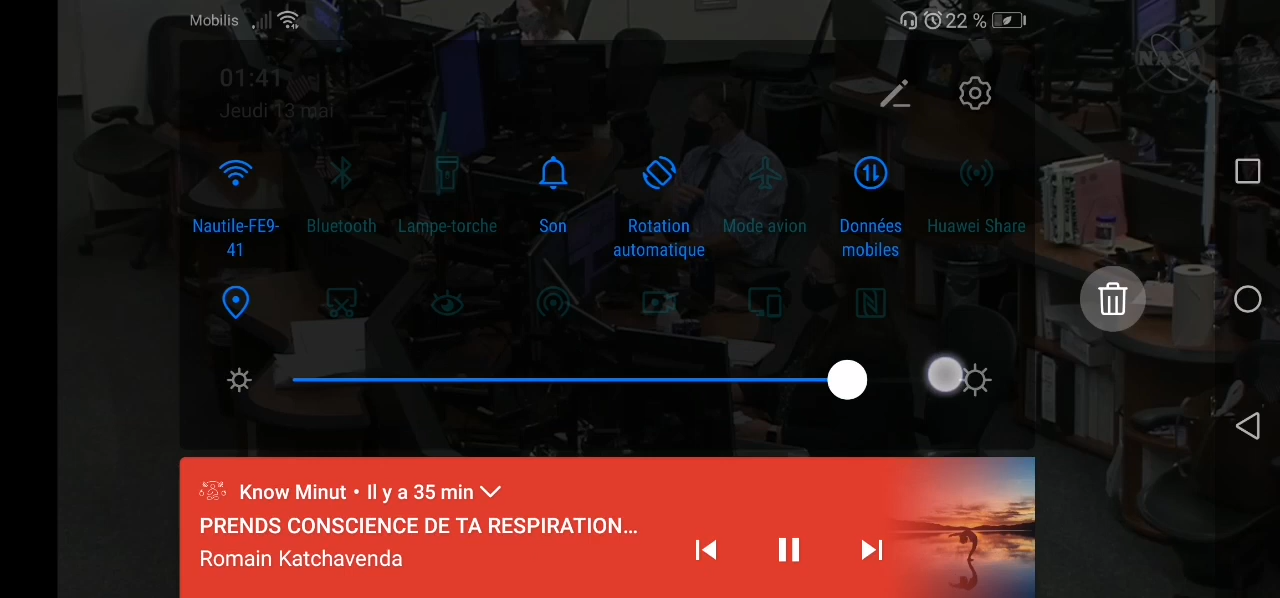 Mobilis
22 %
NASA
01:41
Jeudi 13 mai
Nautile-FE9-
41
Bluetooth
Lampe-torche
Son
Rotation
automatique
Mode avion
Données
mobiles
Huawei Share
Know Minut • Il y a 35 min
PRENDS CONSCIENCE DE TA RESPIRATION…
Romain Katchavenda